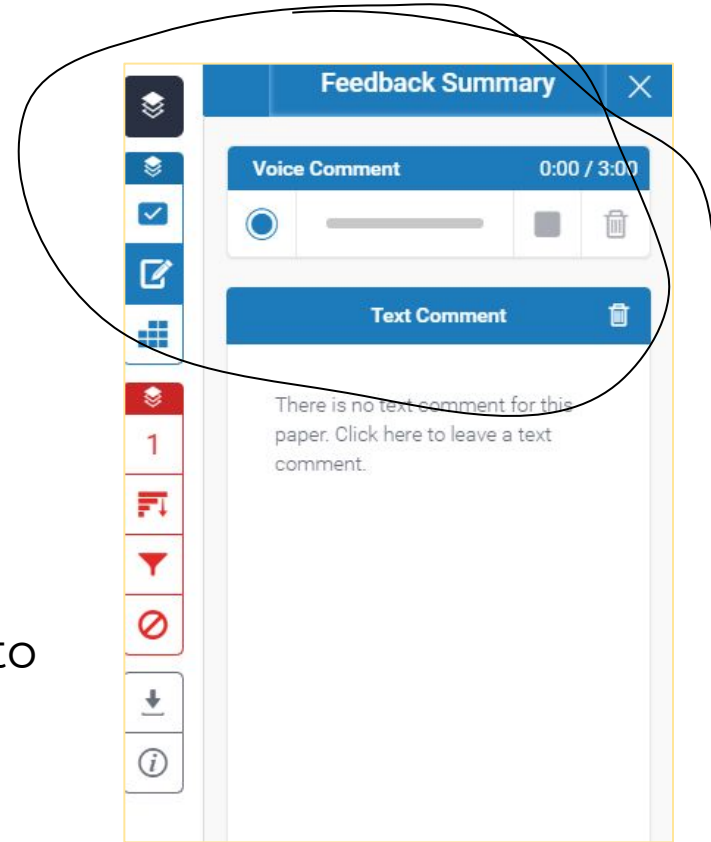 Feedback Summary
Voice Comment 0:00 / 3:00
Text Comment
There is no text comment for this
paper. Click here to leave a text
comment.
1
to
i